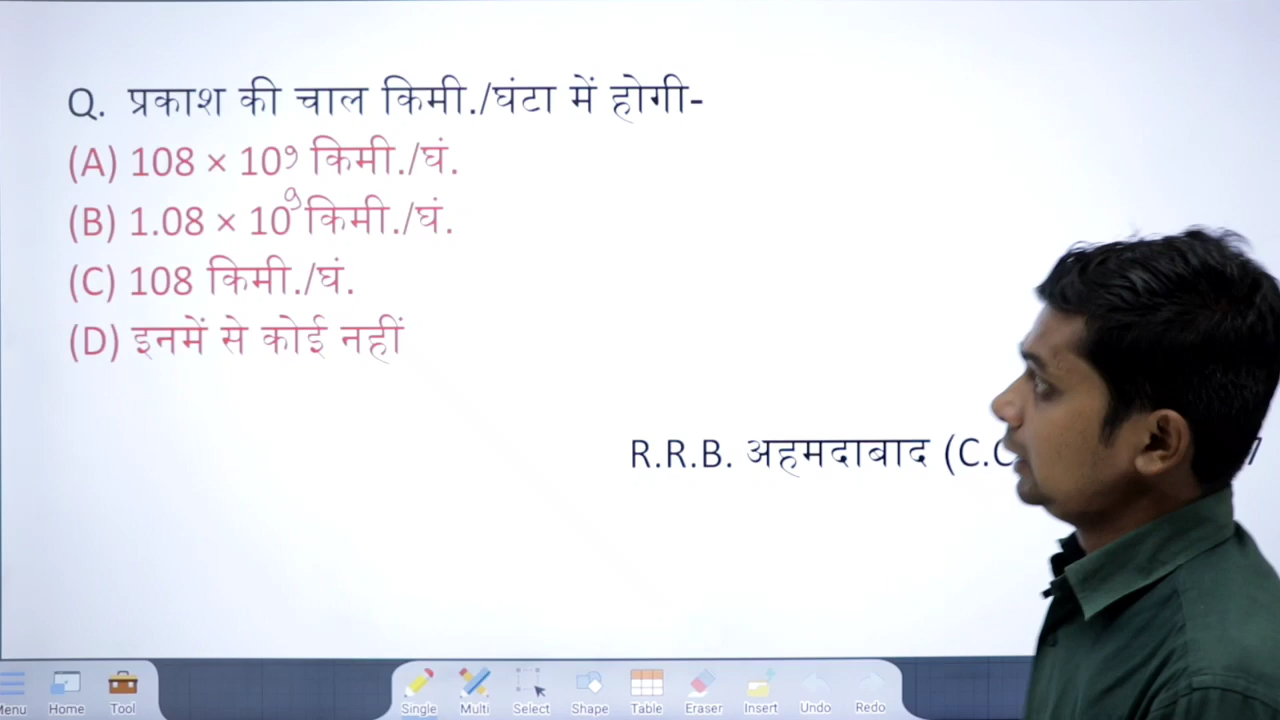 Q. प्रकाश की चाल किमी./घंटा में होगी-
(A) 108 × 10⁹ किमी./घं.
(B) 1.08 × 10⁹ किमी./घं.
(C) 108 किमी./घं.
(D) इनमें से कोई नहीं
R.R.B. अहमदाबाद
Home Tool Single Multi Select Shape Table Eraser Insert Undo Redo